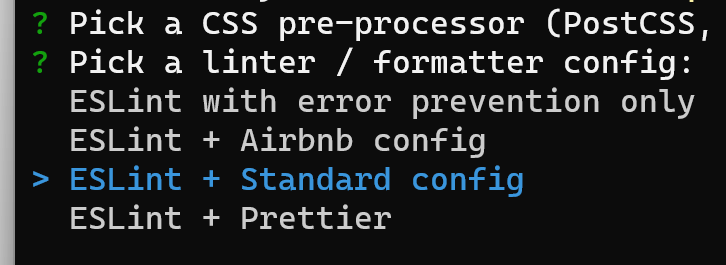 ? Pick a CSS pre-processor (PostCSS,
? Pick a linter / formatter config:
ESLint with error prevention only
ESLint + Airbnb config
> ESLint + Standard config
ESLint + Prettier